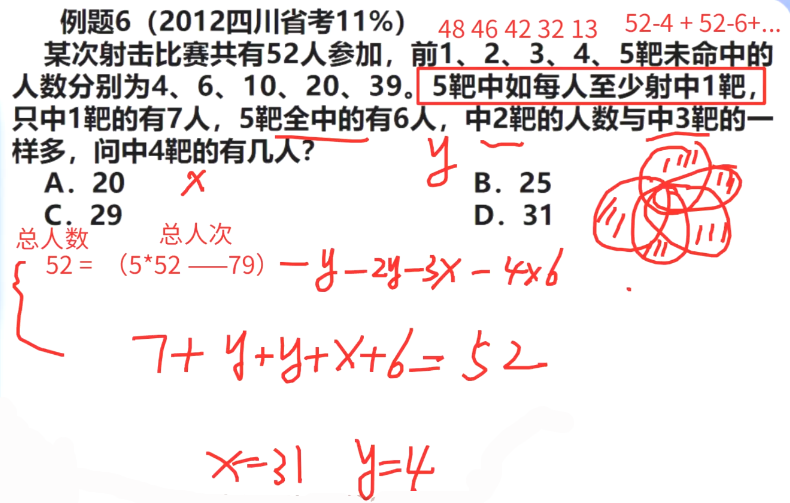 例题6（2012四川省考11%） 48 46 42 32 13 52-4 + 52-6+...
某次射击比赛共有52人参加，前1、2、3、4、5靶未命中的
人数分别为4、6、10、20、39。5靶中如每人至少射中1靶，
只中1靶的有7人，5靶全中的有6人，中2靶的人数与中3靶的一
样多，问中4靶的有几人？ y
A．20 x B．25
C．29 D．31
总人数 总人次
52 = （5*52 ——79）－y－2y－3x－4×6
7+y+y+x+6=52
x=31 y=4